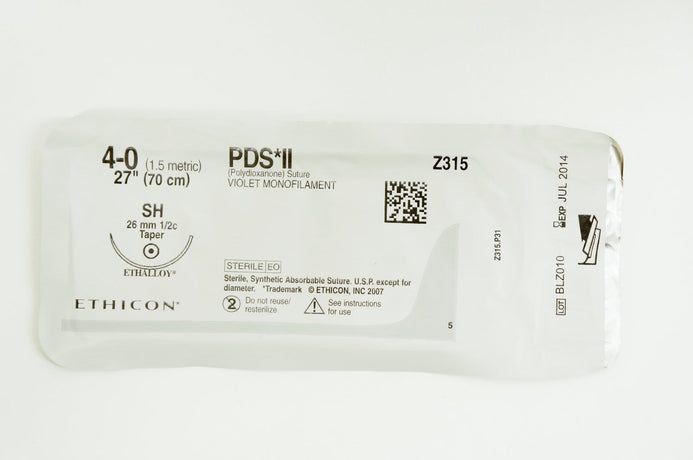 4-0 (1.5 metric)
27" (70 cm)
SH
26 mm 1/2c
Taper
ETHALLOY®
ETHICON*
PDS*II
(Polydioxanone) Suture
VIOLET MONOFILAMENT
Z315
STERILE EO
Sterile, Synthetic Absorbable Suture, U.S.P. except for
diameter. *Trademark © ETHICON, INC 2007
2 Do not reuse/
resterilize
See instructions
for use
5
Z315.P31
EXP JUL 2014
LOT BLZ010